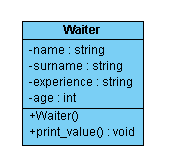 Waiter
-name : string
-surname : string
-experience : string
-age : int
+Waiter()
+print_value() : void